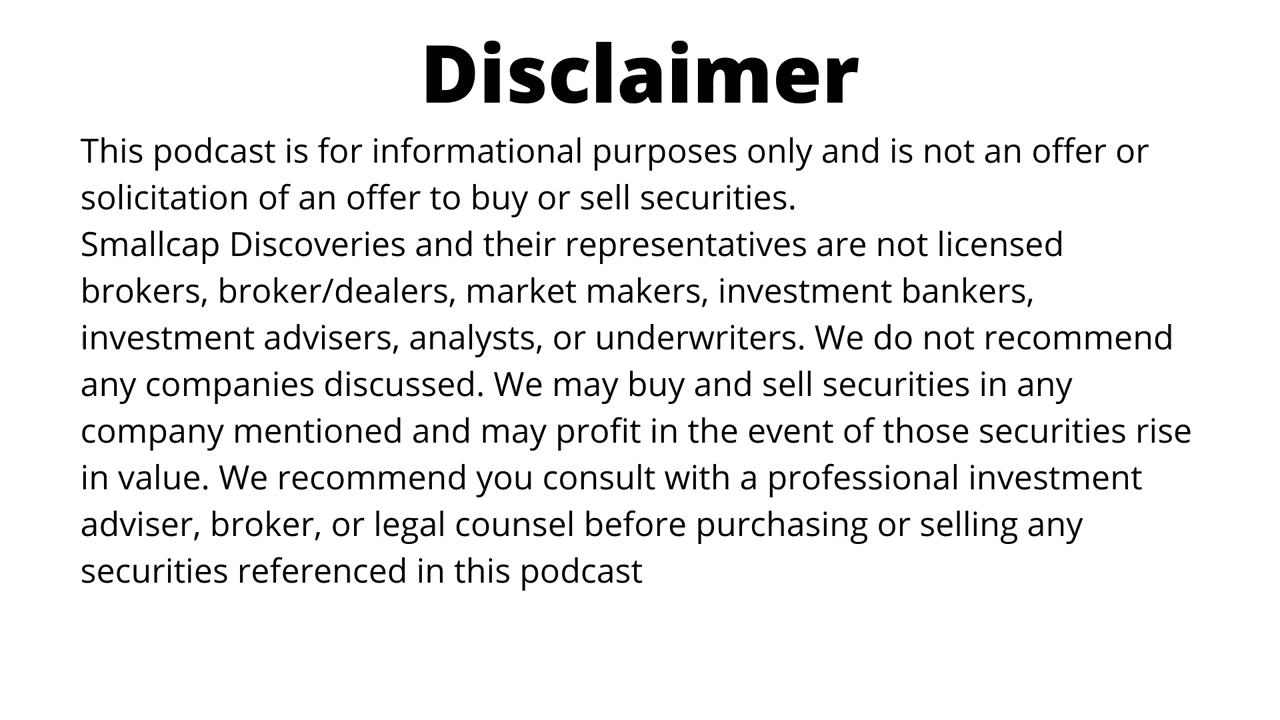 Disclaimer
This podcast is for informational purposes only and is not an offer or
solicitation of an offer to buy or sell securities.
Smallcap Discoveries and their representatives are not licensed
brokers, broker/dealers, market makers, investment bankers,
investment advisers, analysts, or underwriters. We do not recommend
any companies discussed. We may buy and sell securities in any
company mentioned and may profit in the event of those securities rise
in value. We recommend you consult with a professional investment
adviser, broker, or legal counsel before purchasing or selling any
securities referenced in this podcast